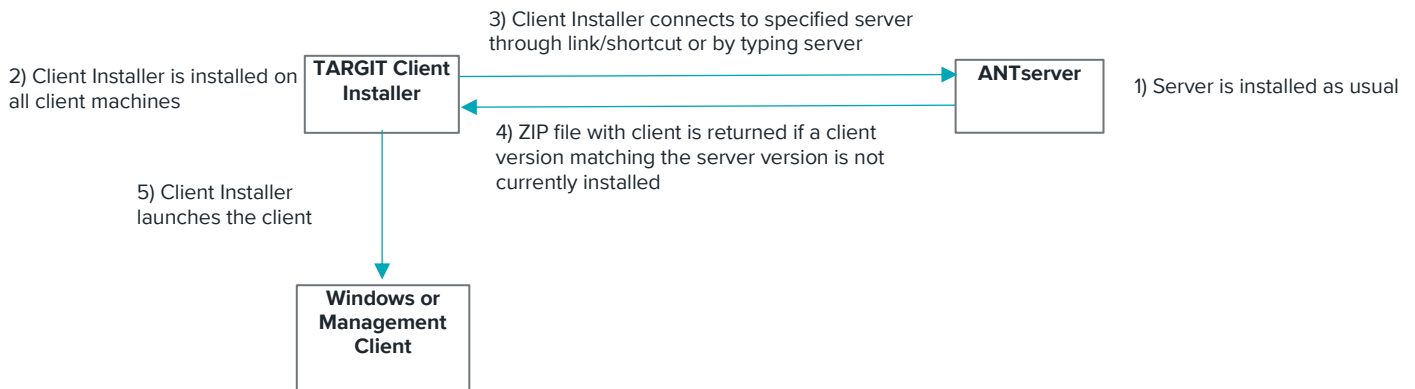 3) Client Installer connects to specified server
through link/shortcut or by typing server
2) Client Installer is installed on
all client machines
TARGIT Client
Installer
ANTserver
1) Server is installed as usual
4) ZIP file with client is returned if a client
version matching the server version is not
currently installed
5) Client Installer
launches the client
Windows or
Management
Client